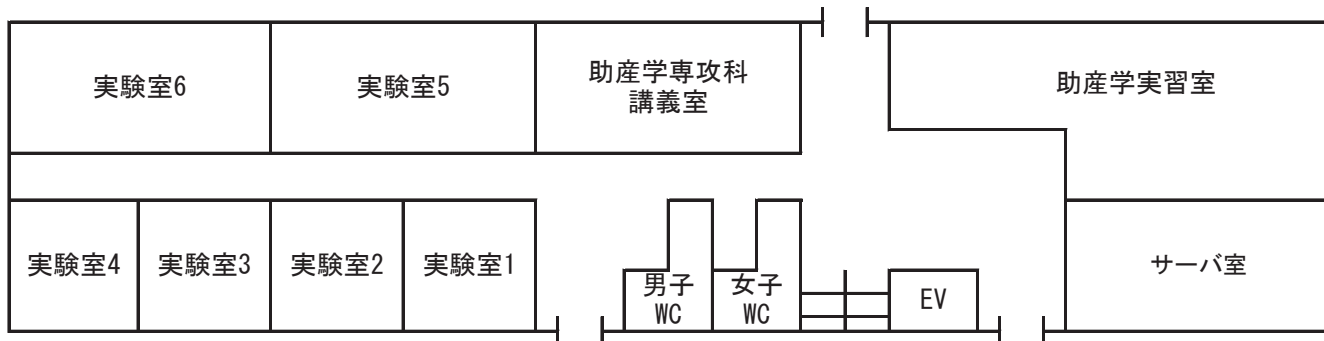 実験室6
実験室5
助産学専攻科
講義室
助産学実習室
実験室4
実験室3
実験室2
実験室1
男子
WC
女子
WC
EV
サーバ室